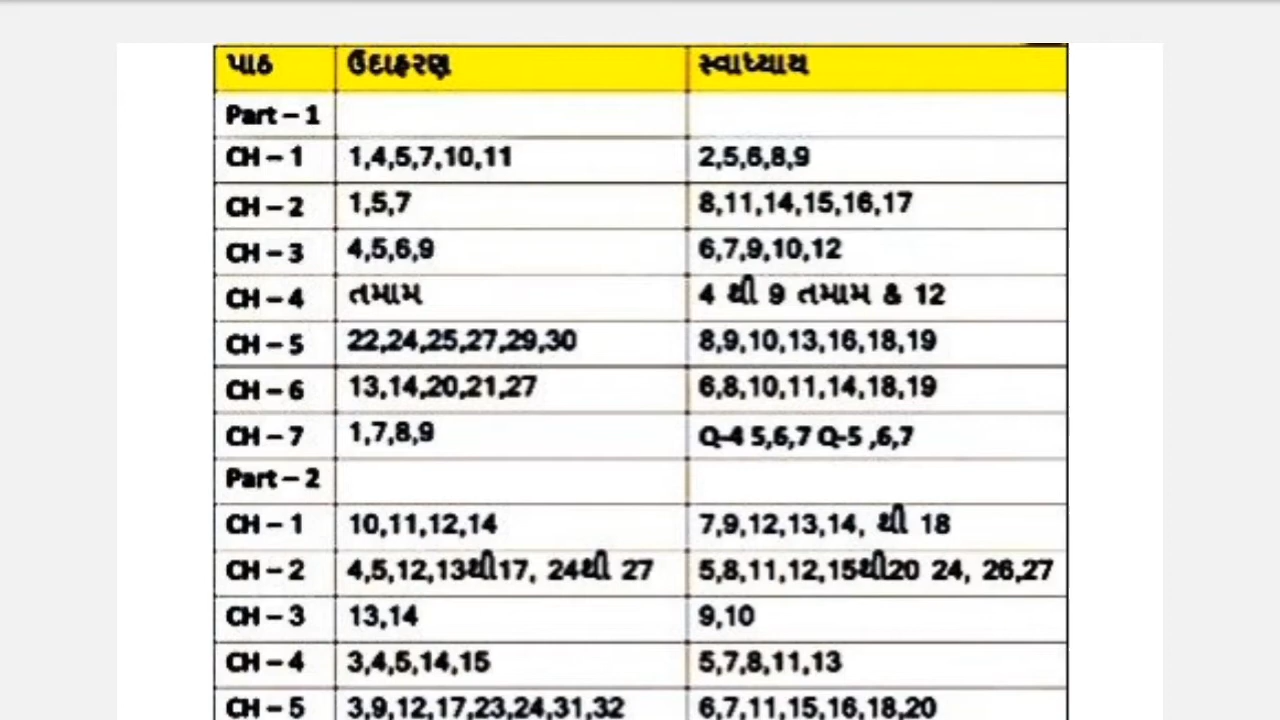 પાઠ ઉદાહરણ સ્વાધ્યાય
Part – 1
CH – 1 1,4,5,7,10,11 2,5,6,8,9
CH – 2 1,5,7 8,11,14,15,16,17
CH – 3 4,5,6,9 6,7,9,10,12
CH – 4 તમામ 4 થી 9 તમામ & 12
CH – 5 22,24,25,27,29,30 8,9,10,13,16,18,19
CH – 6 13,14,20,21,27 6,8,10,11,14,18,19
CH – 7 1,7,8,9 Q-4 5,6,7 Q-5 ,6,7
Part – 2
CH – 1 10,11,12,14 7,9,12,13,14, થી 18
CH – 2 4,5,12,13થી17, 24થી 27 5,8,11,12,15થી20 24, 26,27
CH – 3 13,14 9,10
CH – 4 3,4,5,14,15 5,7,8,11,13
CH – 5 3,9,12,17,23,24,31,32 6,7,11,15,16,18,20